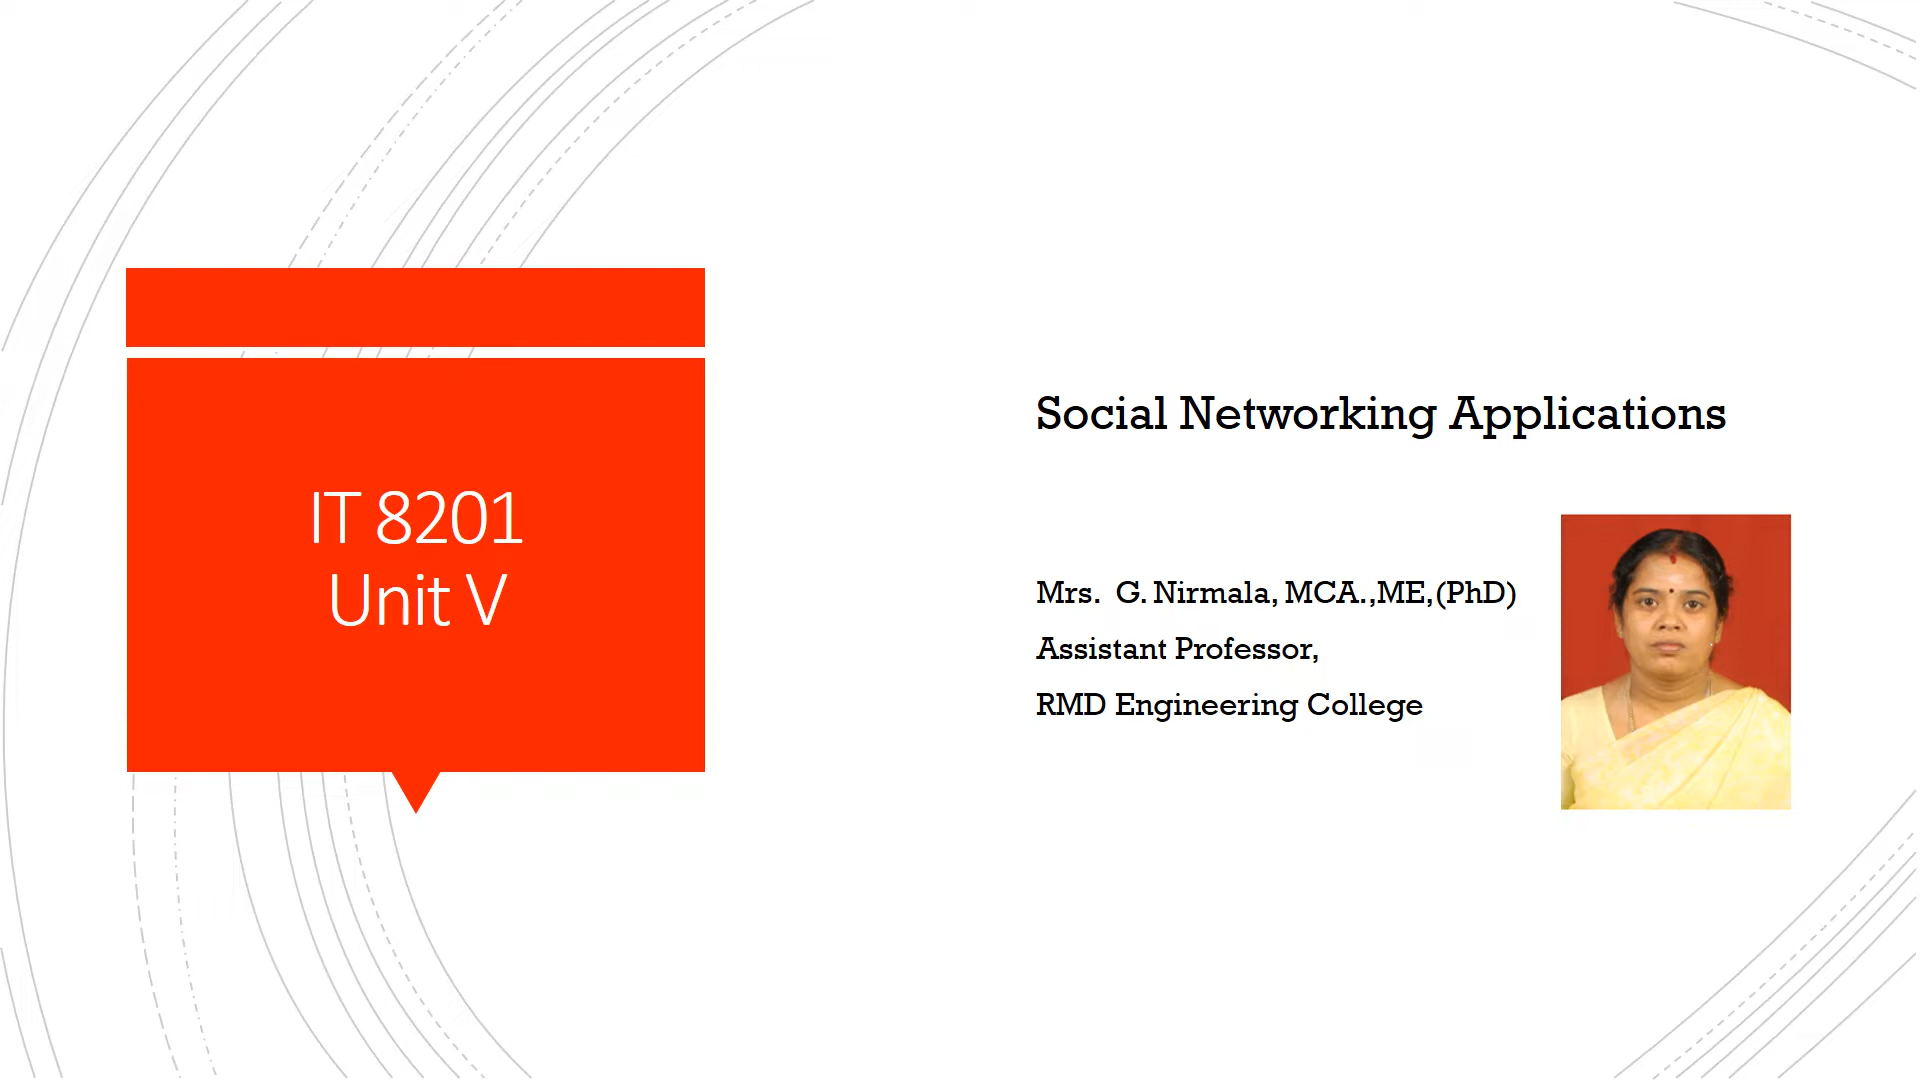 IT 8201
Unit V
Social Networking Applications
Mrs. G. Nirmala, MCA.,ME,(PhD)
Assistant Professor,
RMD Engineering College